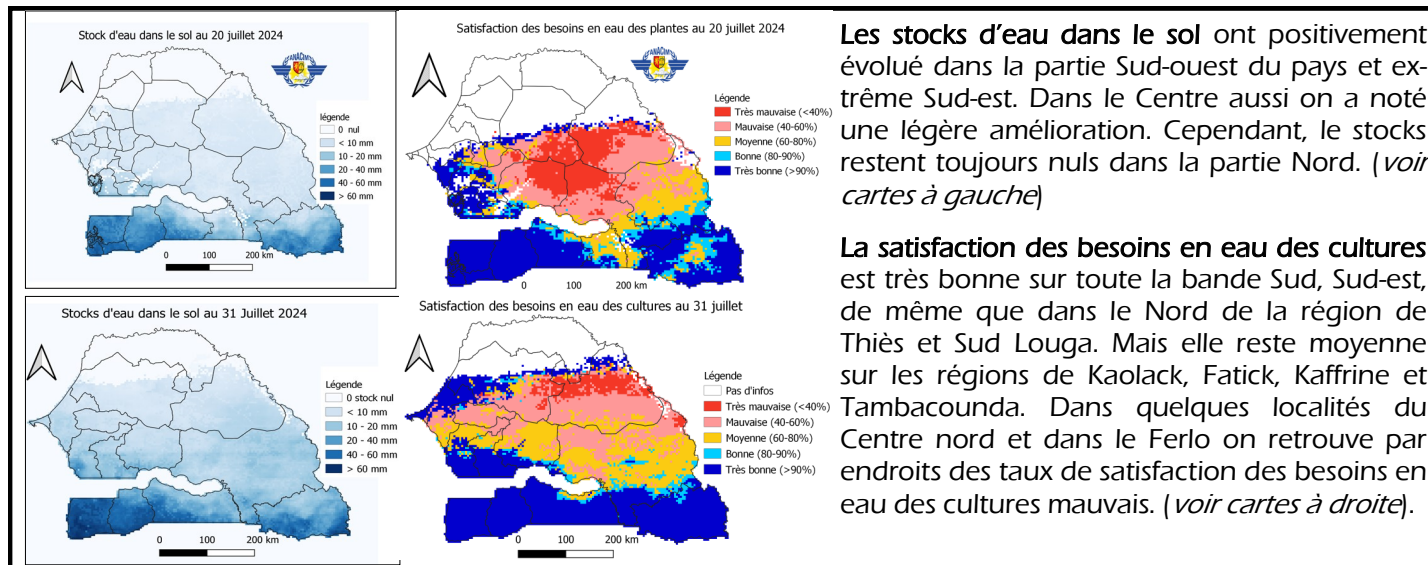 Stock d'eau dans le sol au 20 juillet 2024
ANACIM
légende
0 nul
< 10 mm
10 - 20 mm
20 - 40 mm
40 - 60 mm
> 60 mm
0 100 200 km
Satisfaction des besoins en eau des plantes au 20 juillet 2024
ANACIM
Légende
Très mauvaise (<40%)
Mauvaise (40-60%)
Moyenne (60-80%)
Bonne (80-90%)
Très bonne (>90%)
0 100 200 km
Stocks d'eau dans le sol au 31 Juillet 2024
Légende
0 stock nul
< 10 mm
10 - 20 mm
20 - 40 mm
40 - 60 mm
> 60 mm
0 100 200 km
Satisfaction des besoins en eau des cultures au 31 juillet
Légende
Pas d'infos
Très mauvaise (<40%)
Mauvaise (40-60%)
Moyenne (60-80%)
Bonne (80-90%)
Très bonne (>90%)
0 100 200 km
Les stocks d'eau dans le sol ont positivement
évolué dans la partie Sud-ouest du pays et ex-
trême Sud-est. Dans le Centre aussi on a noté
une légère amélioration. Cependant, le stocks
restent toujours nuls dans la partie Nord. (voir
cartes à gauche)
La satisfaction des besoins en eau des cultures
est très bonne sur toute la bande Sud, Sud-est,
de même que dans le Nord de la région de
Thiès et Sud Louga. Mais elle reste moyenne
sur les régions de Kaolack, Fatick, Kaffrine et
Tambacounda. Dans quelques localités du
Centre nord et dans le Ferlo on retrouve par
endroits des taux de satisfaction des besoins en
eau des cultures mauvais. (voir cartes à droite).